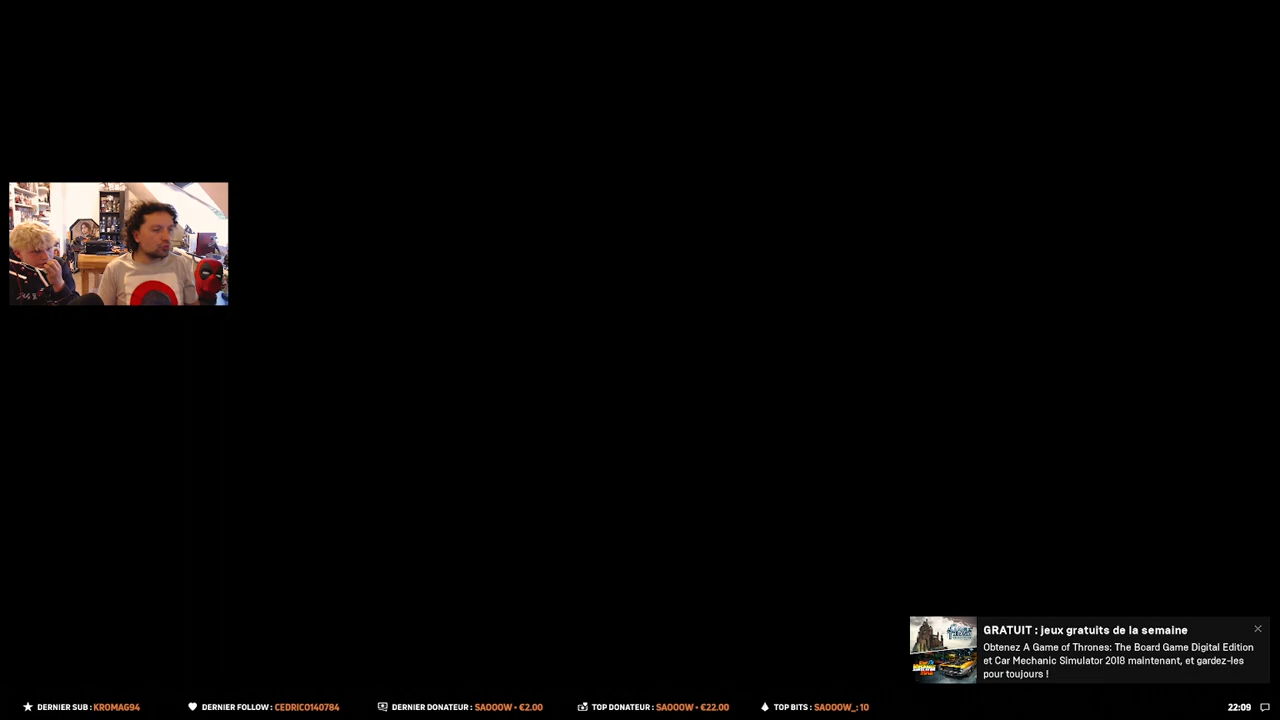 GRATUIT : jeux gratuits de la semaine
Obtenez A Game of Thrones: The Board Game Digital Edition
et Car Mechanic Simulator 2018 maintenant, et gardez-les
pour toujours !
DERNIER SUB : KROMAG94 DERNIER FOLLOW : CEDRICO140784 DERNIER DONATEUR : SAOOOW • €2.00 TOP DONATEUR : SAOOOW • €22.00 TOP BITS : SAOOOW_: 10 22:09